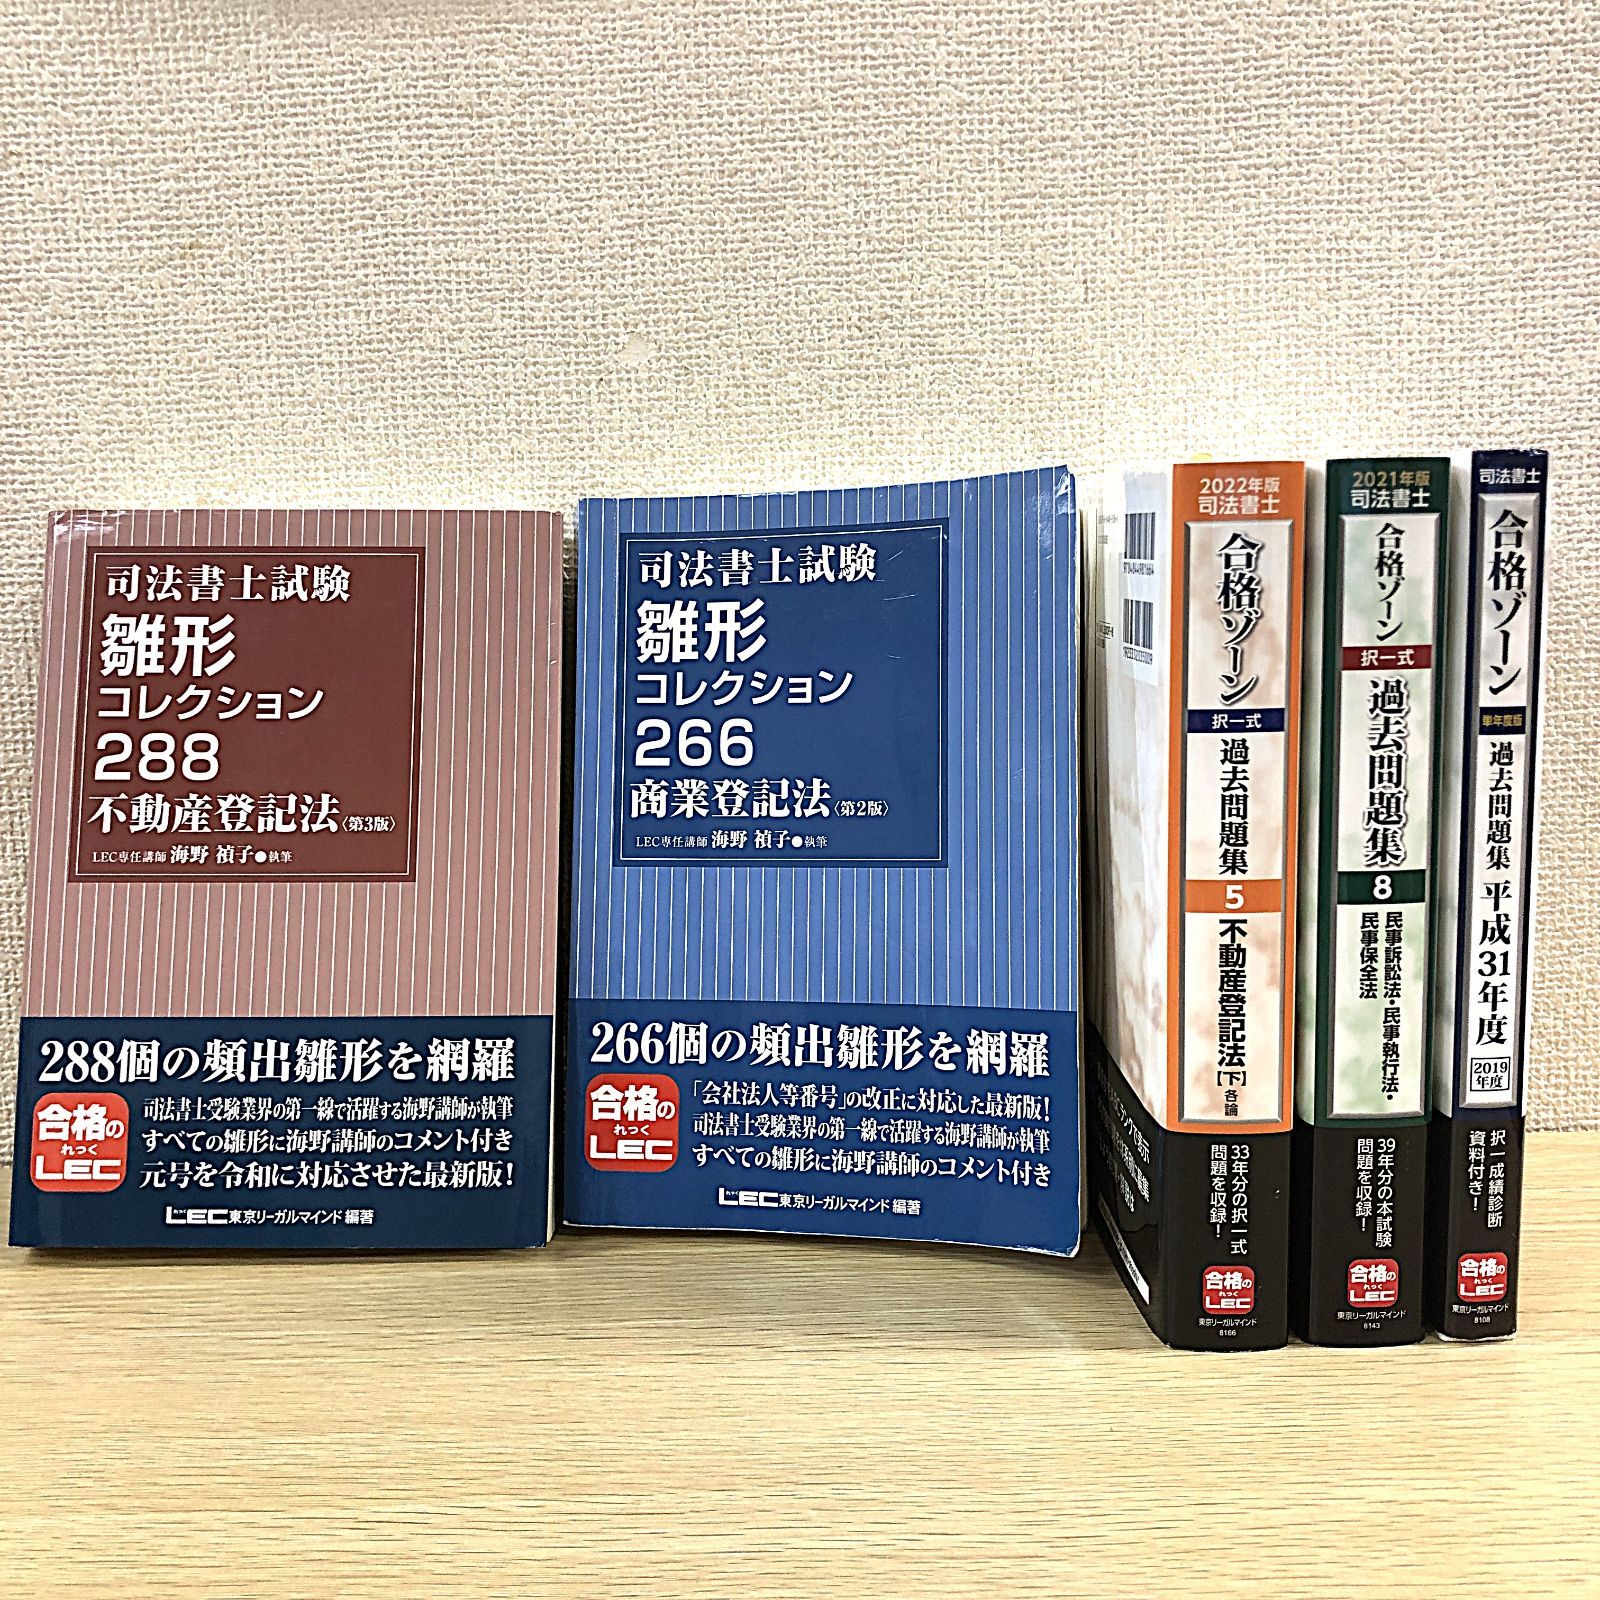 司法書士試験
雛形
コレクション
288
不動産登記法〈第3版〉
LEC専任講師 海野 禎子●執筆
288個の頻出雛形を網羅
合格の
れっく
LEC
司法書士受験業界の第一線で活躍する海野講師が執筆
すべての雛形に海野講師のコメント付き
元号を令和に対応させた最新版!
LEC東京リーガルマインド 編著
司法書士試験
雛形
コレクション
266
商業登記法〈第2版〉
LEC専任講師 海野 禎子●執筆
266個の頻出雛形を網羅
合格の
れっく
LEC
「会社法人等番号」の改正に対応した最新版!
司法書士受験業界の第一線で活躍する海野講師が執筆
すべての雛形に海野講師のコメント付き
LEC東京リーガルマインド 編著
2022年版
司法書士
合格ゾーン
択一式
過去問題集
5
不動産登記法[下]各論
33年分の択一式
問題を収録!
合格の
れっく
LEC
東京リーガルマインド
8166
2021年版
司法書士
合格ゾーン
択一式
過去問題集
8
民事訴訟法・民事執行法・
民事保全法
39年分の本試験
問題を収録!
合格の
れっく
LEC
東京リーガルマインド
8143
司法書士
合格ゾーン
単年度版
過去問題集
平成31年度
2019
年度
択一成績診断
資料付き!
合格の
れっく
LEC
東京リーガルマインド
8108